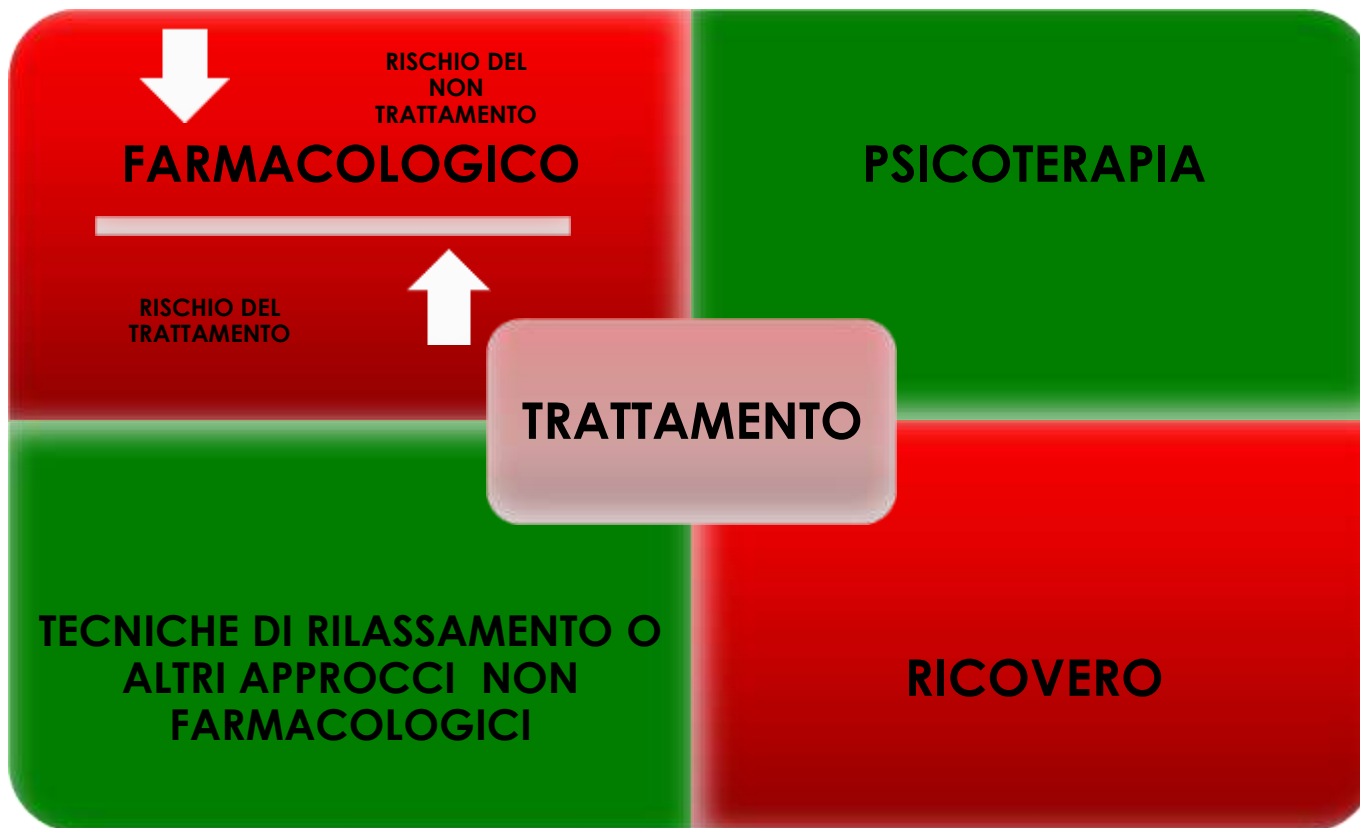 RISCHIO DEL
NON
TRATTAMENTO
FARMACOLOGICO
RISCHIO DEL
TRATTAMENTO
PSICOTERAPIA
TRATTAMENTO
TECNICHE DI RILASSAMENTO O
ALTRI APPROCCI  NON
FARMACOLOGICI
RICOVERO